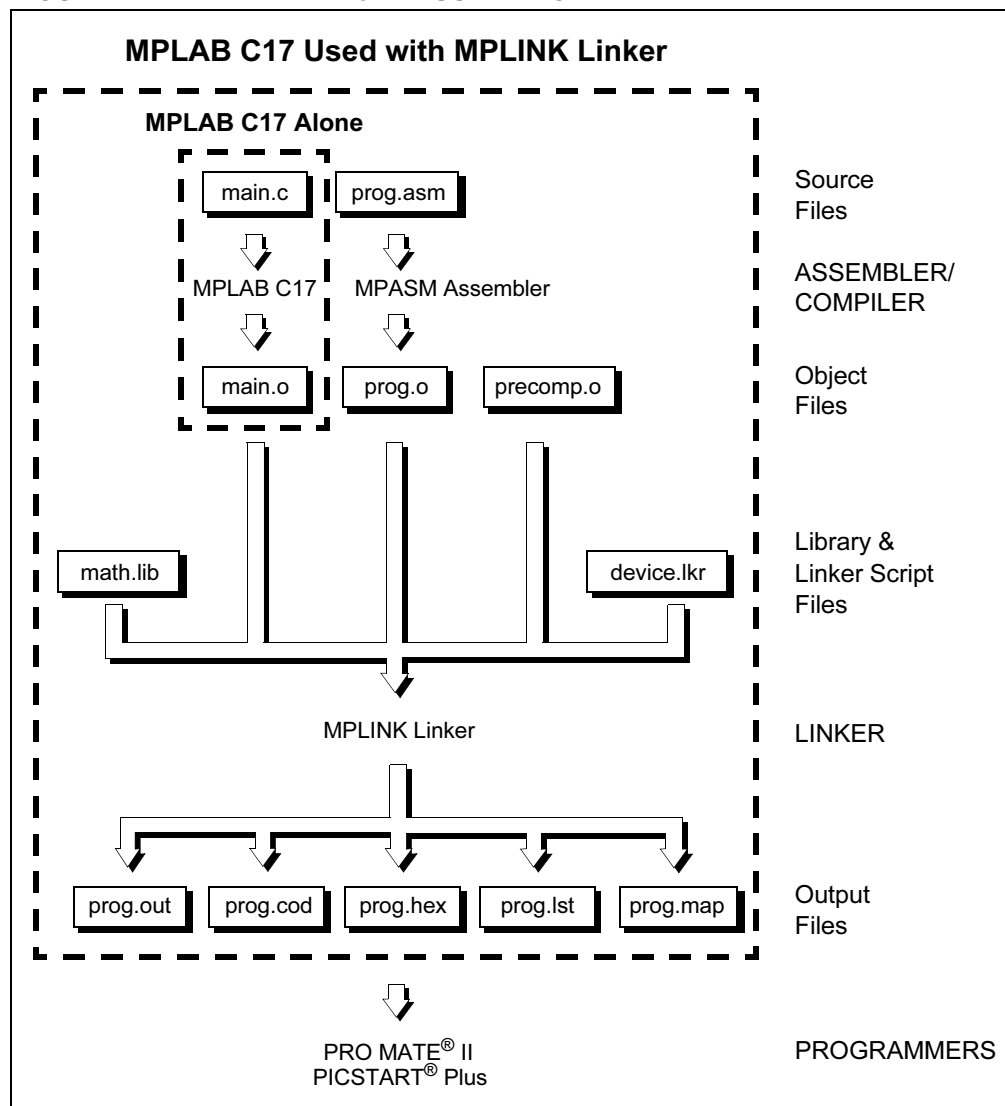 MPLAB C17 Used with MPLINK Linker
MPLAB C17 Alone
main.c
prog.asm
Source
Files
MPLAB C17
MPASM Assembler
ASSEMBLER/
COMPILER
main.o
prog.o
precomp.o
Object
Files
math.lib
device.lkr
Library &
Linker Script
Files
MPLINK Linker
LINKER
prog.out
prog.cod
prog.hex
prog.lst
prog.map
Output
Files
PRO MATE® II
PICSTART® Plus
PROGRAMMERS